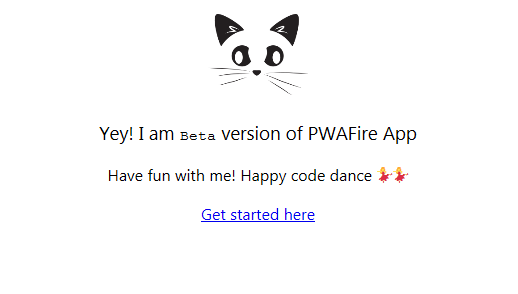 Yey! I am Beta version of PWAFire App
Have fun with me! Happy code dance 💃💃
Get started here